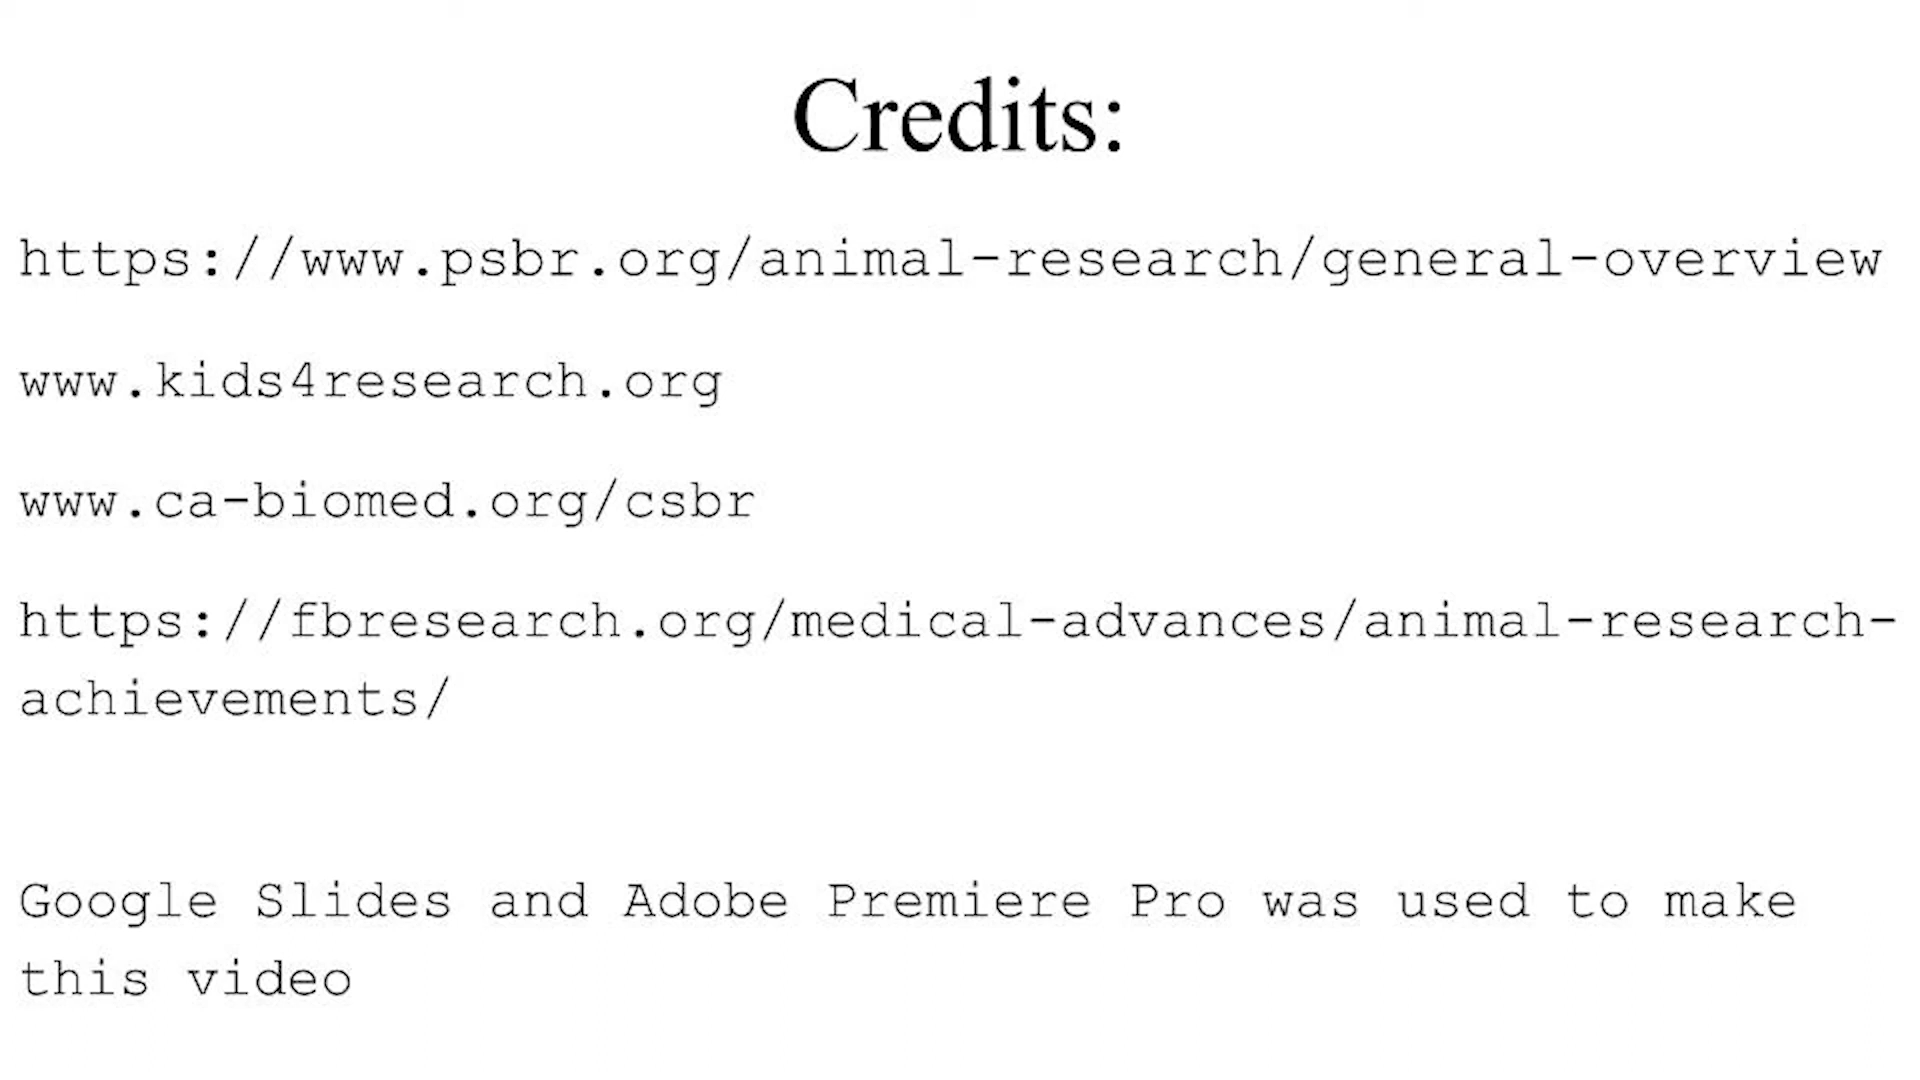 Credits:
https://www.psbr.org/animal-research/general-overview
www.kids4research.org
www.ca-biomed.org/csbr
https://fbresearch.org/medical-advances/animal-research-
achievements/
Google Slides and Adobe Premiere Pro was used to make
this video